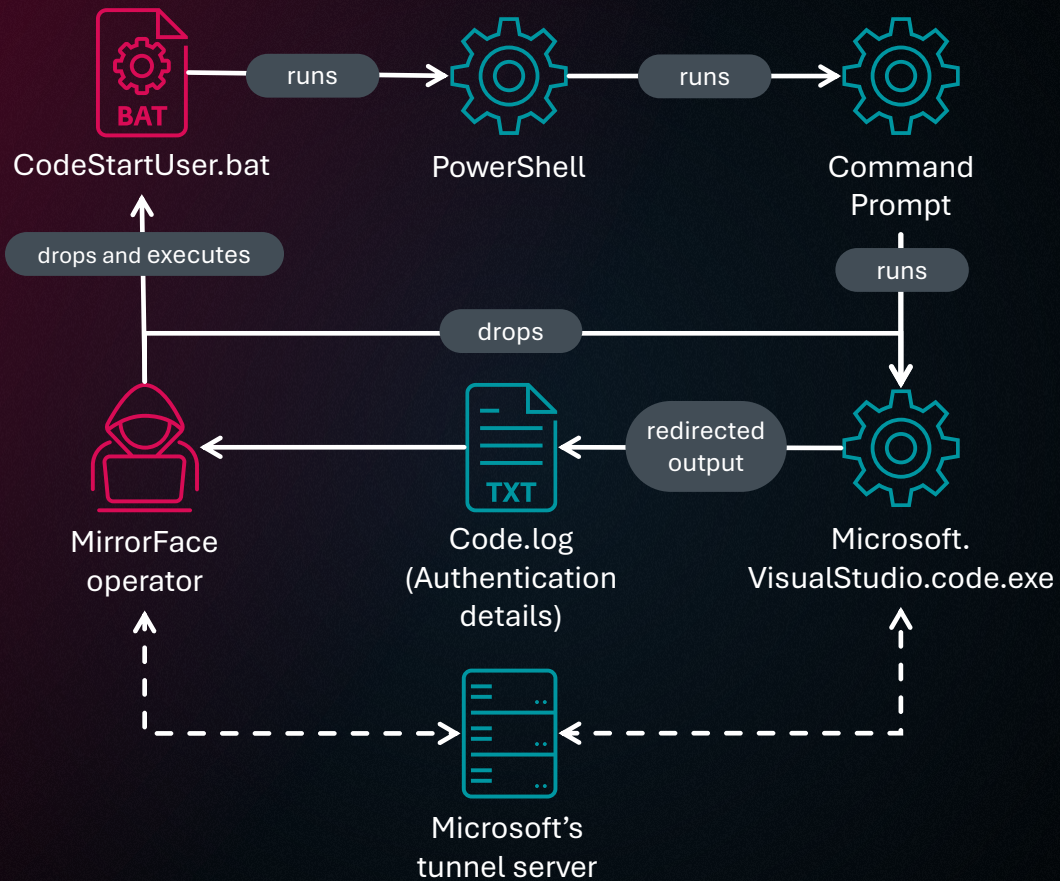 BAT
runs
runs
CodeStartUser.bat
PowerShell
Command
Prompt
drops and executes
runs
drops
redirected
output
TXT
MirrorFace
operator
Code.log
(Authentication
details)
Microsoft.
VisualStudio.code.exe
Microsoft's
tunnel server